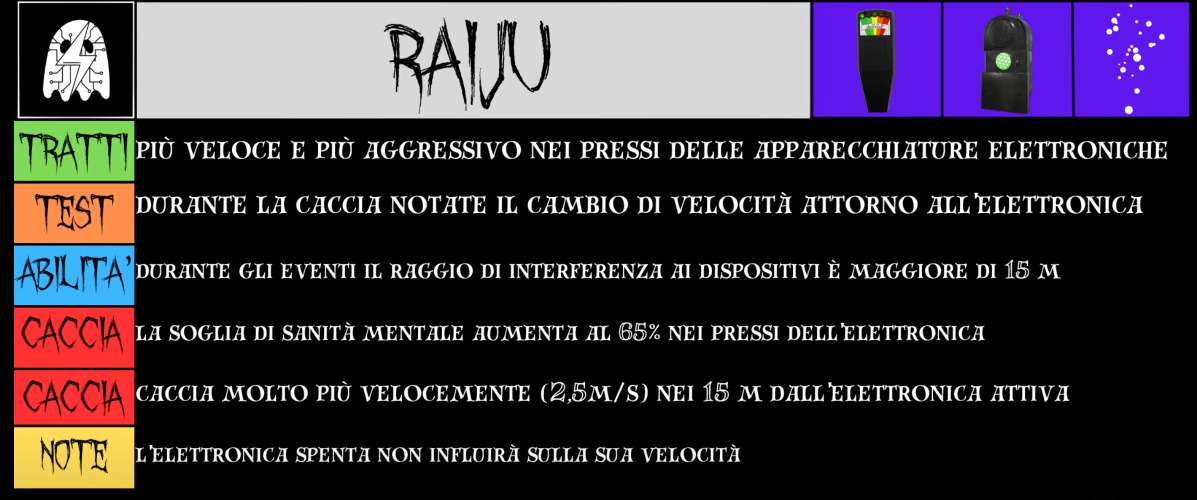 RAIJU
TRATTI PIÙ VELOCE E PIÙ AGGRESSIVO NEI PRESSI DELLE APPARECCHIATURE ELETTRONICHE
TEST DURANTE LA CACCIA NOTATE IL CAMBIO DI VELOCITÀ ATTORNO ALL'ELETTRONICA
ABILITA' DURANTE GLI EVENTI IL RAGGIO DI INTERFERENZA AI DISPOSITIVI È MAGGIORE DI 15 M
CACCIA LA SOGLIA DI SANITÀ MENTALE AUMENTA AL 65% NEI PRESSI DELL'ELETTRONICA
CACCIA CACCIA MOLTO PIÙ VELOCEMENTE (2,5M/S) NEI 15 M DALL'ELETTRONICA ATTIVA
NOTE L'ELETTRONICA SPENTA NON INFLUIRÀ SULLA SUA VELOCITÀ